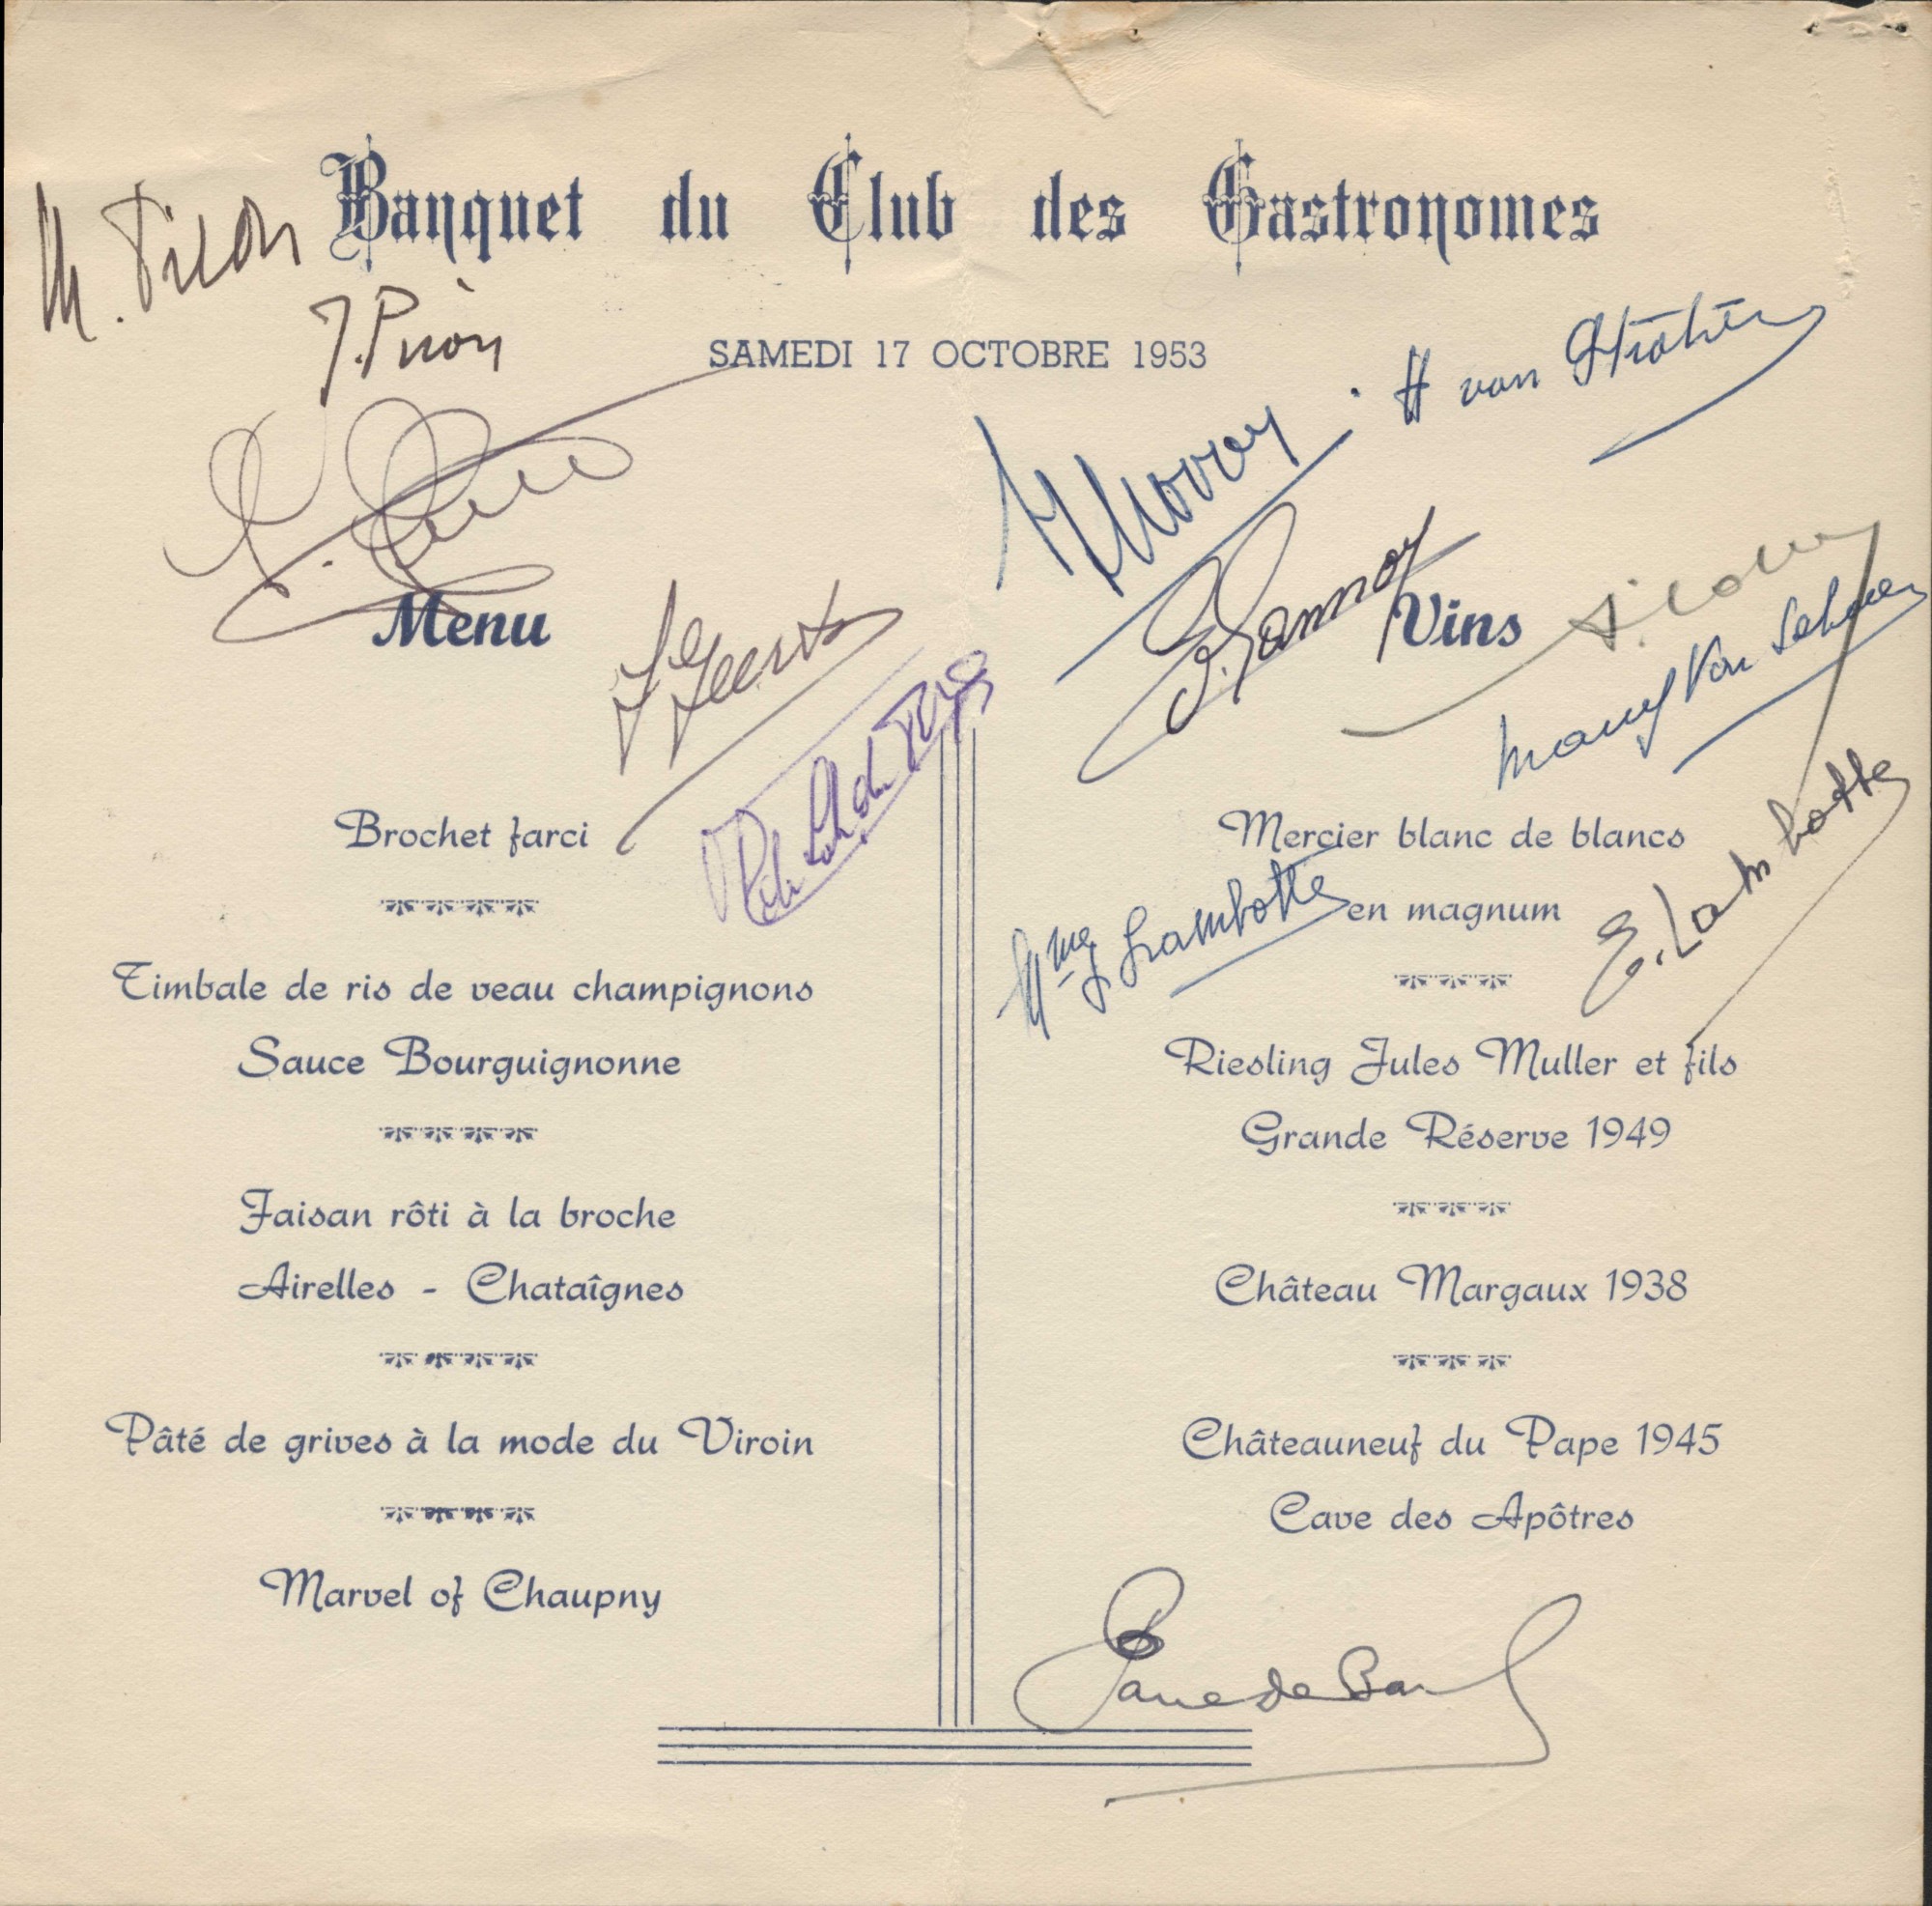 Banquet du Club des Gastronomes
J. Piron
SAMEDI 17 OCTOBRE 1953
H van
Menu
J Geerts
Brochet farci
Timbale de ris de veau champignons
Sauce Bourguignonne
Faisan rôti à la broche
Airelles - Chataîgnes
Pâté de grives à la mode du Viroin
Marvel of Chaupny
Vins
Mercier blanc de blancs
E. Lambotte
Mme Lambotte
en magnum
Riesling Jules Muller et fils
Grande Réserve 1949
Château Margaux 1938
Châteauneuf du Pape 1945
Cave des Apôtres